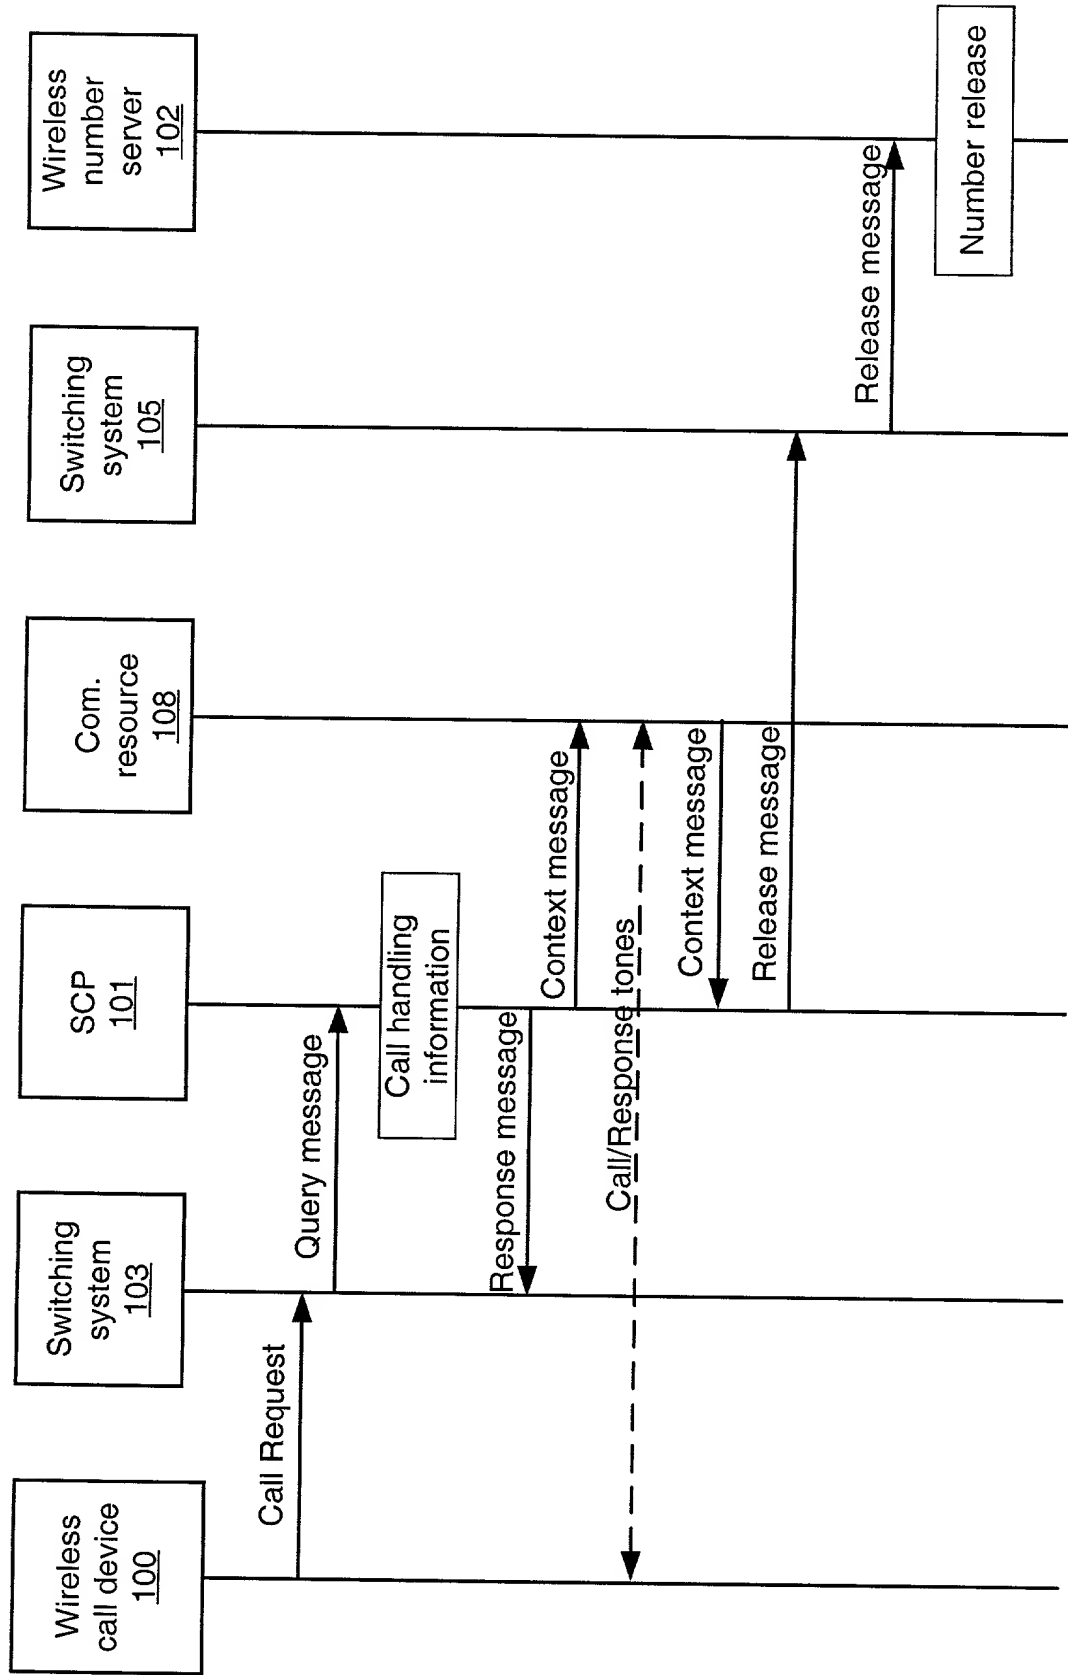 Wireless
call device
100
Switching
system
103
SCP
101
Com.
resource
108
Switching
system
105
Wireless
number
server
102
Call Request
Query message
Call handling
information
Response message
Context message
Call/Response tones
Context message
Release message
Release message
Number release